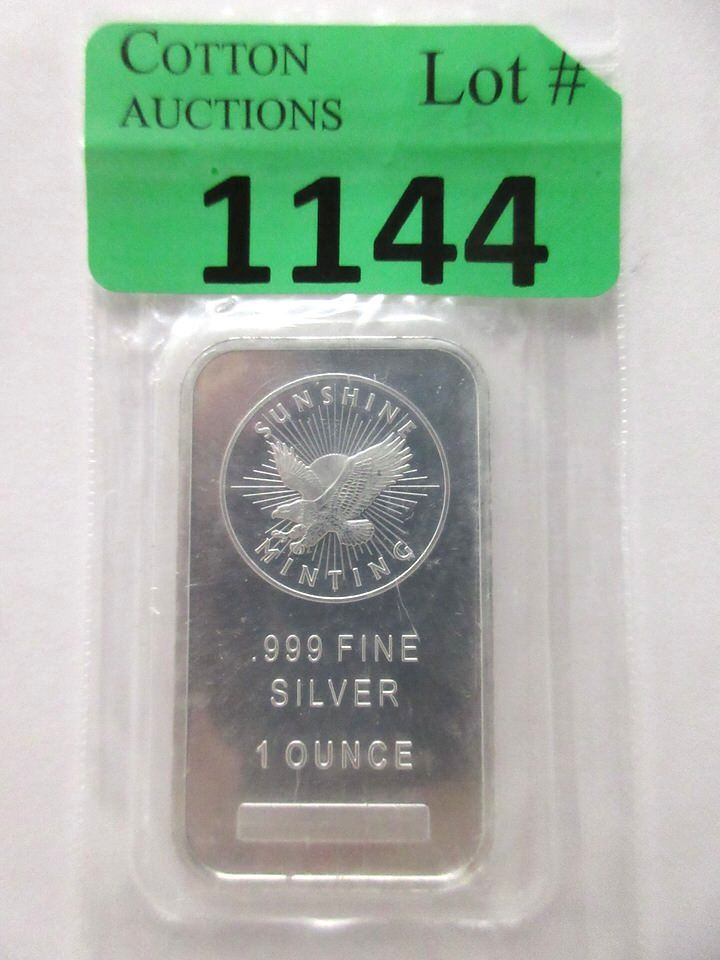 COTTON
AUCTIONS
Lot #
1144
SUNSHINE
MINTING
.999 FINE
SILVER
1 OUNCE